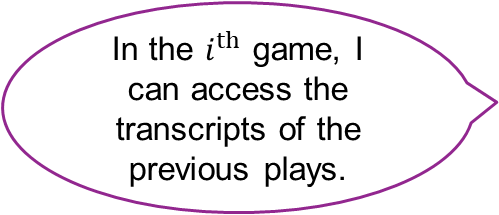 In the iᵗʰ game, I
can access the
transcripts of the
previous plays.